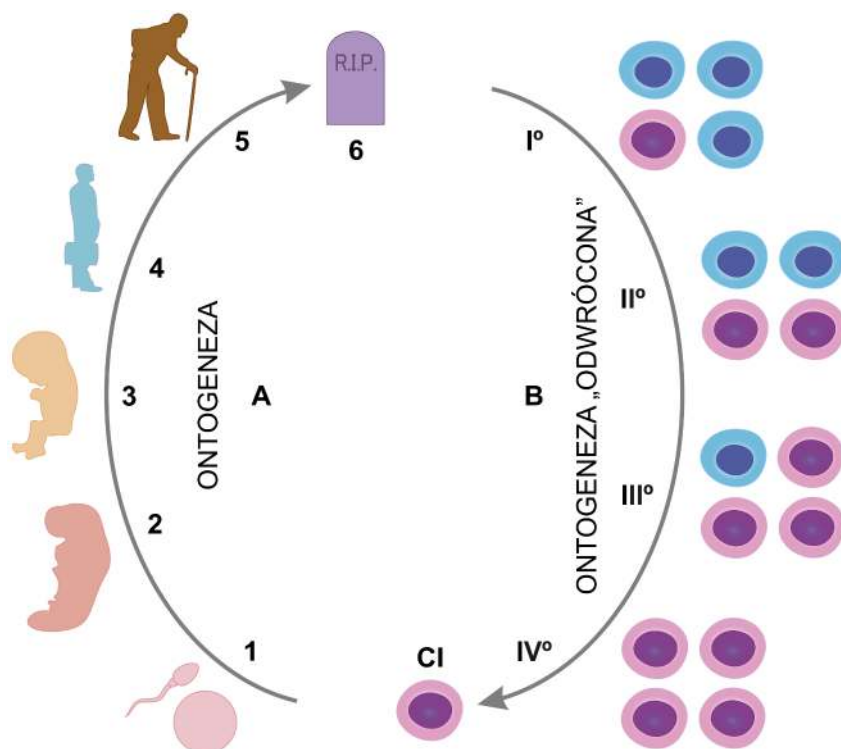 R.I.P.
5
6
Iº
4
IIº
ONTOGENEZA
3
A
B
ONTOGENEZA „ODWRÓCONA”
2
IIIº
1
CI
IVº